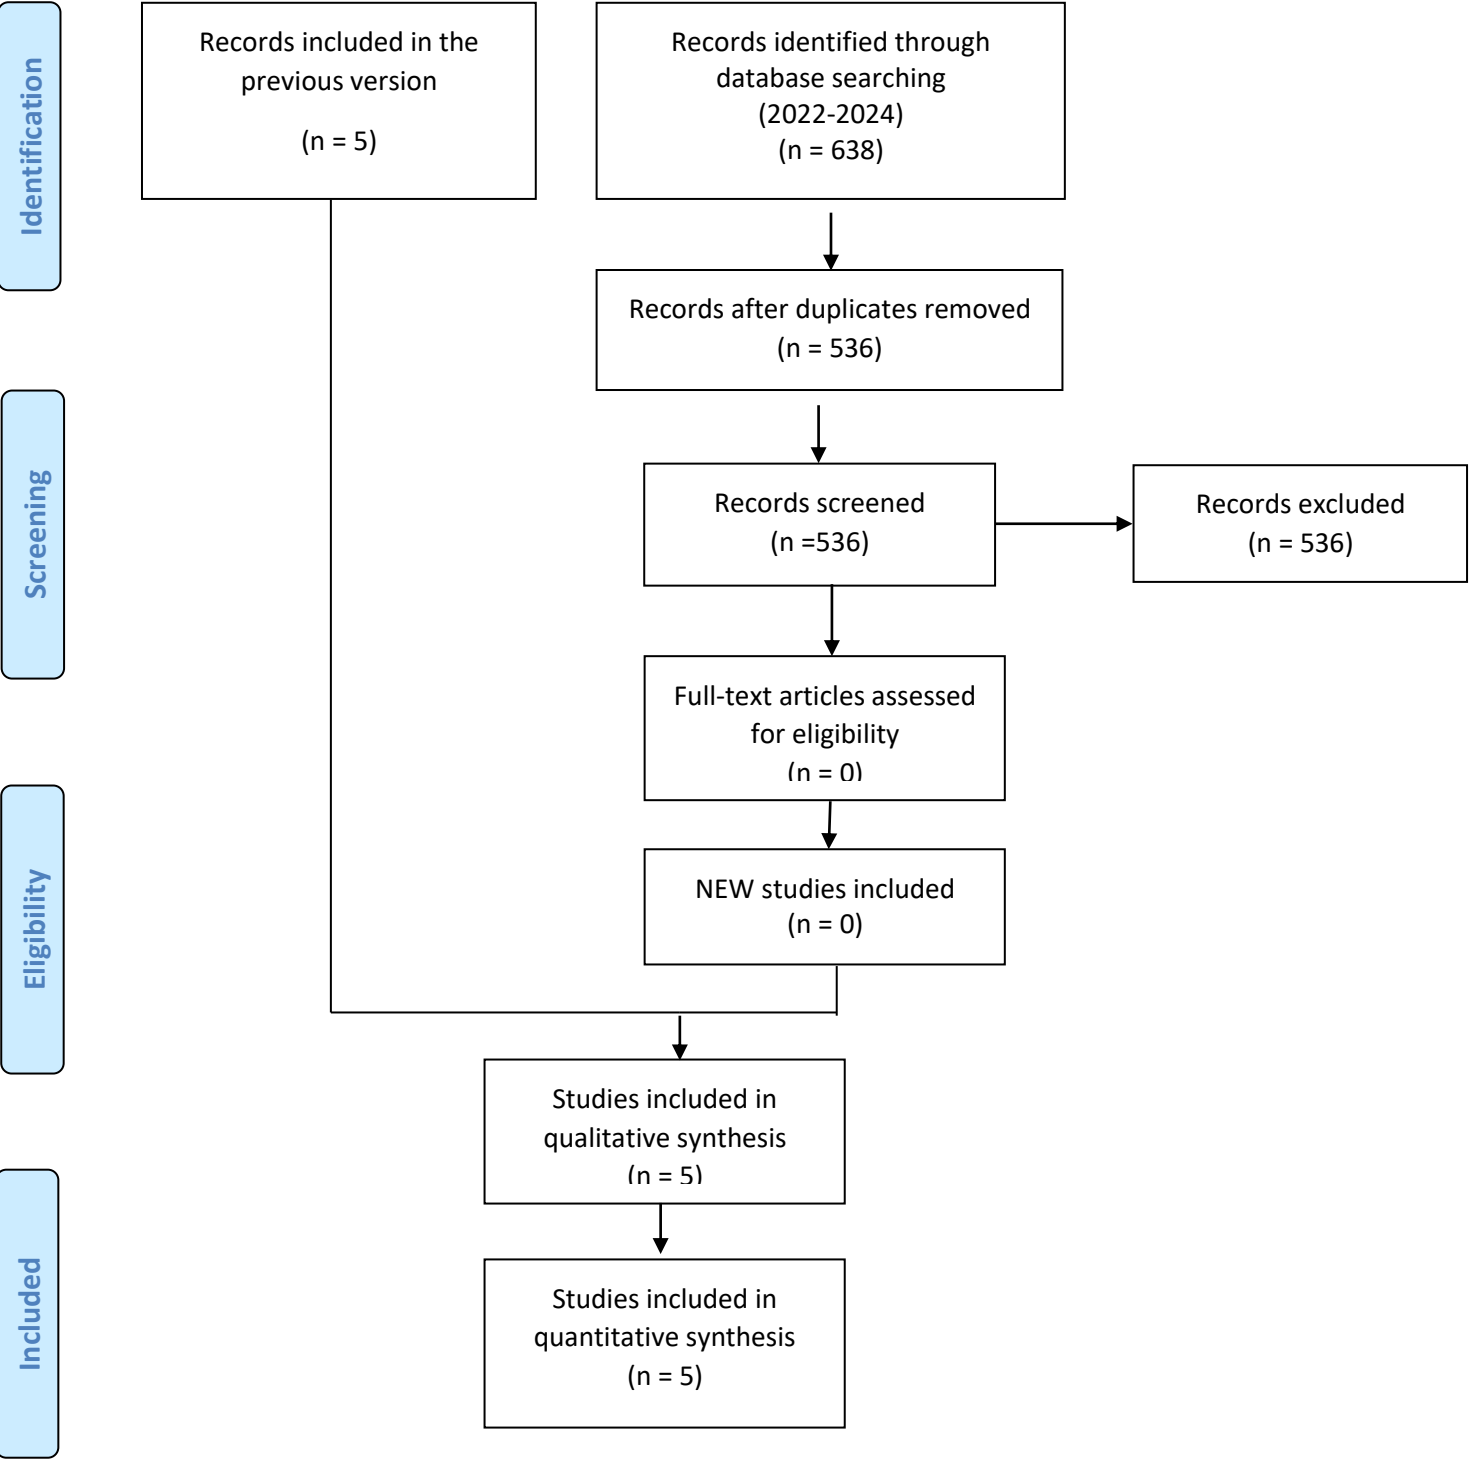 Identification
Records included in the
previous version
(n = 5)
Records identified through
database searching
(2022-2024)
(n = 638)
Records after duplicates removed
(n = 536)
Screening
Records screened
(n =536)
Records excluded
(n = 536)
Full-text articles assessed
for eligibility
(n = 0)
Eligibility
NEW studies included
(n = 0)
Studies included in
qualitative synthesis
(n = 5)
Included
Studies included in
quantitative synthesis
(n = 5)